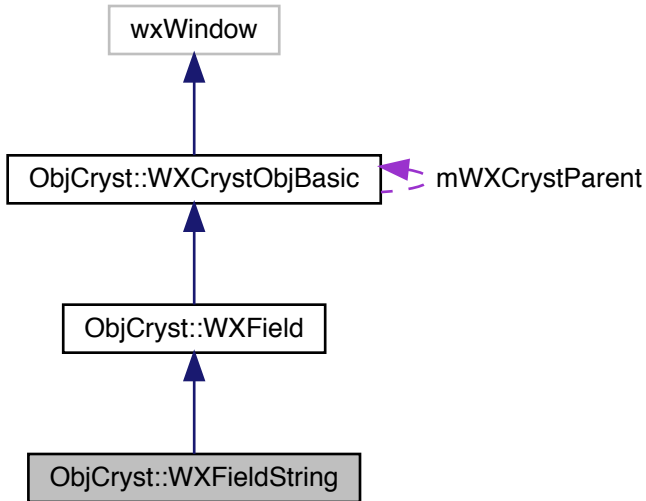 wxWindow
ObjCryst::WXCrystObjBasic
mWXCrystParent
ObjCryst::WXField
ObjCryst::WXFieldString